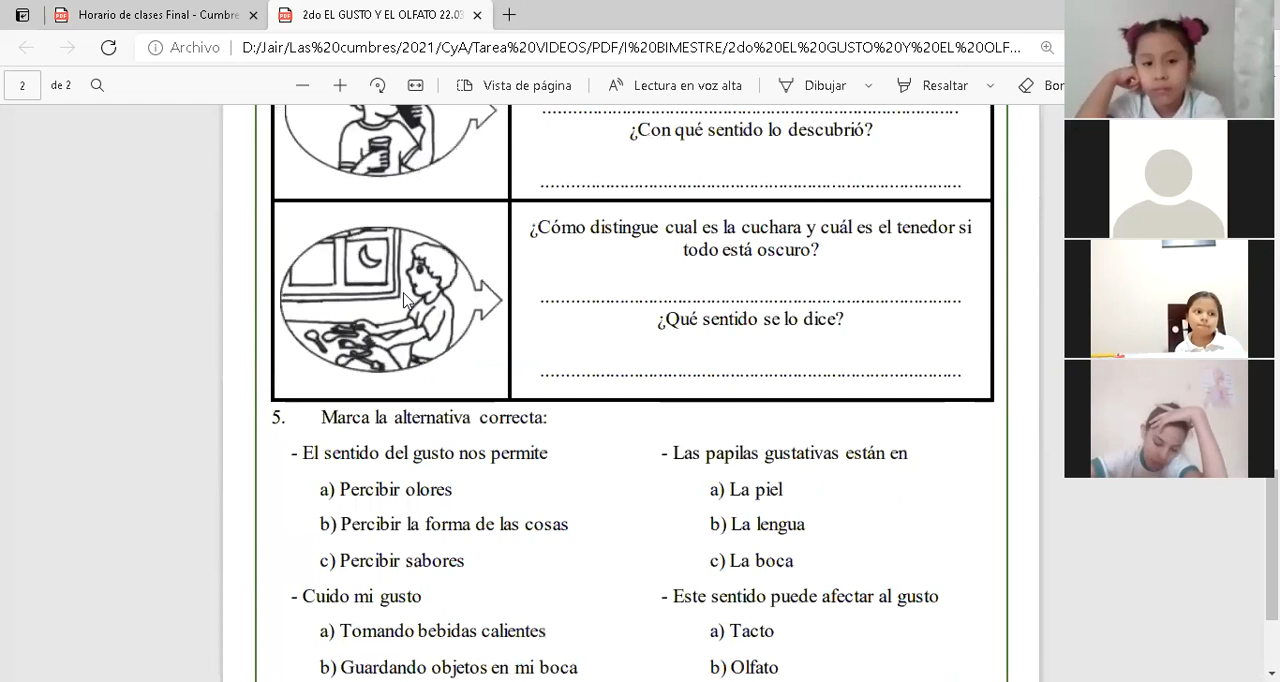 Horario de clases Final - Cumbre
2do EL GUSTO Y EL OLFATO 22.03
Archivo
D:/Jair/Las%20cumbres/2021/CyA/Tarea%20VIDEOS/PDF/I%20BIMESTRE/2do%20EL%20GUSTO%20Y%20EL%20OLF...
2 de 2
Vista de página
Lectura en voz alta
Dibujar
Resaltar
Bor
¿Con qué sentido lo descubrió?
¿Cómo distingue cual es la cuchara y cuál es el tenedor si
todo está oscuro?
¿Qué sentido se lo dice?
5. Marca la alternativa correcta:
- El sentido del gusto nos permite
a) Percibir olores
b) Percibir la forma de las cosas
c) Percibir sabores
- Cuido mi gusto
a) Tomando bebidas calientes
b) Guardando objetos en mi boca
- Las papilas gustativas están en
a) La piel
b) La lengua
c) La boca
- Este sentido puede afectar al gusto
a) Tacto
b) Olfato